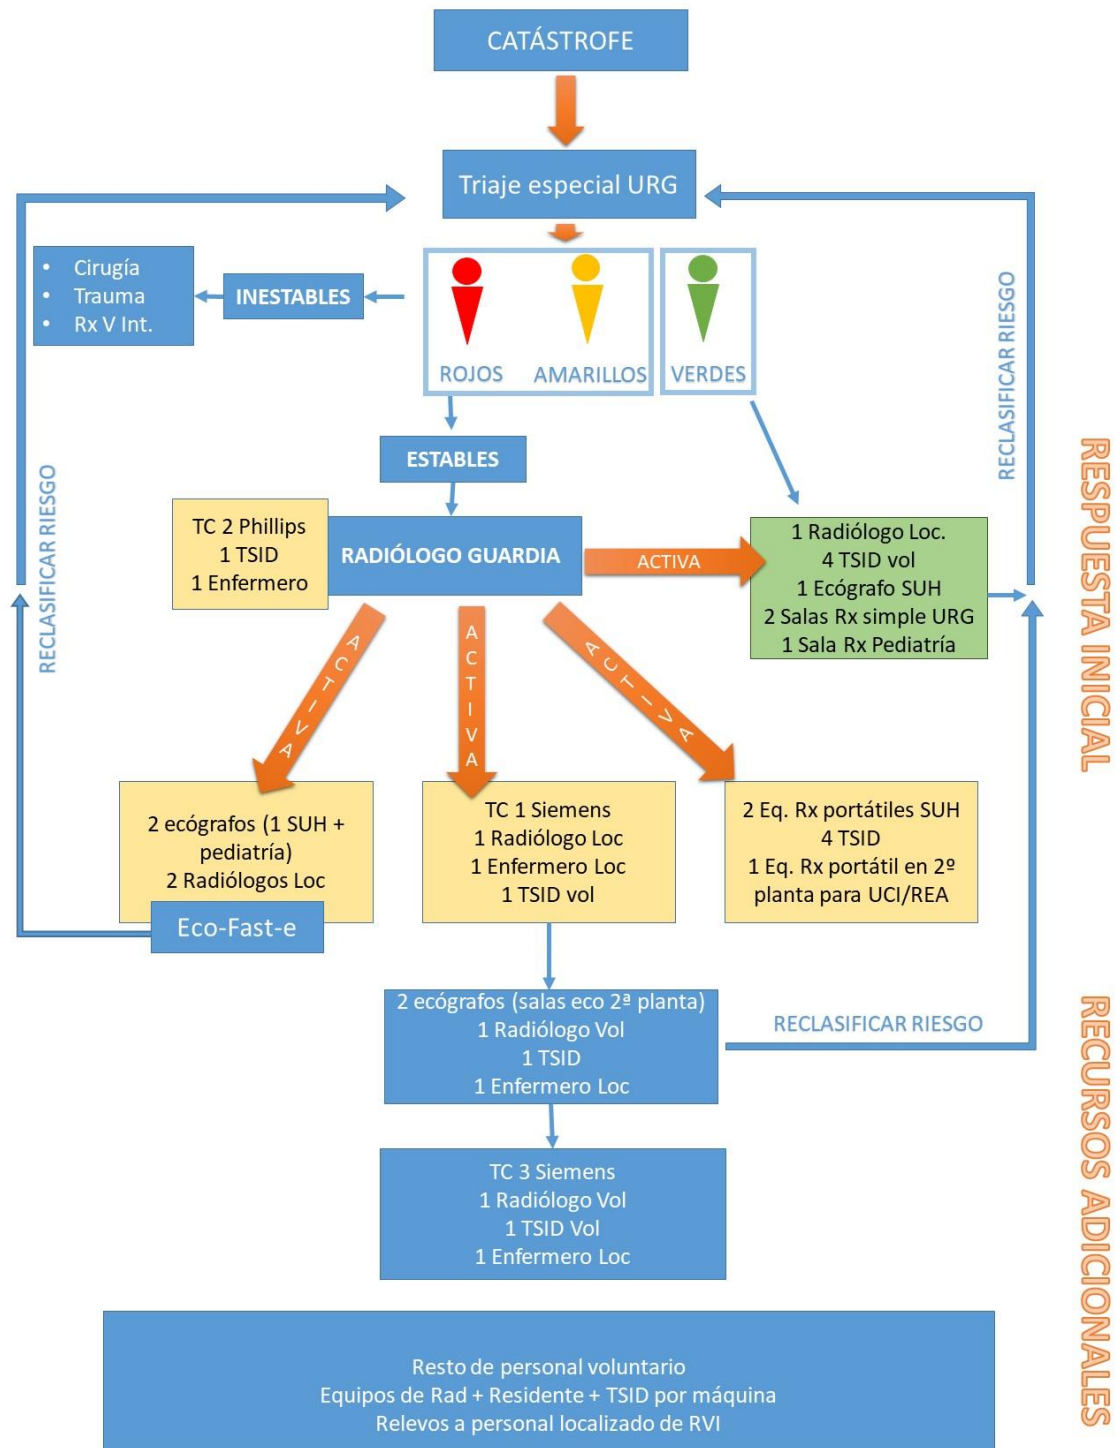 CATÁSTROFE
Triaje especial URG
• Cirugía
• Trauma
• Rx V Int.
INESTABLES
ROJOS
AMARILLOS
VERDES
RECLASIFICAR RIESGO
RECLASIFICAR RIESGO
ESTABLES
TC 2 Phillips
1 TSID
1 Enfermero
RADIÓLOGO GUARDIA
ACTIVA
1 Radiólogo Loc.
4 TSID vol
1 Ecógrafo SUH
2 Salas Rx simple URG
1 Sala Rx Pediatría
RESPUESTA INICIAL
ACTIVA
ACTIVA
ACTIVA
2 ecógrafos (1 SUH +
pediatría)
2 Radiólogos Loc
Eco-Fast-e
TC 1 Siemens
1 Radiólogo Loc
1 Enfermero Loc
1 TSID vol
2 Eq. Rx portátiles SUH
4 TSID
1 Eq. Rx portátil en 2º
planta para UCI/REA
2 ecógrafos (salas eco 2ª planta)
1 Radiólogo Vol
1 TSID
1 Enfermero Loc
RECLASIFICAR RIESGO
RECURSOS ADICIONALES
TC 3 Siemens
1 Radiólogo Vol
1 TSID Vol
1 Enfermero Loc
Resto de personal voluntario
Equipos de Rad + Residente + TSID por máquina
Relevos a personal localizado de RVI